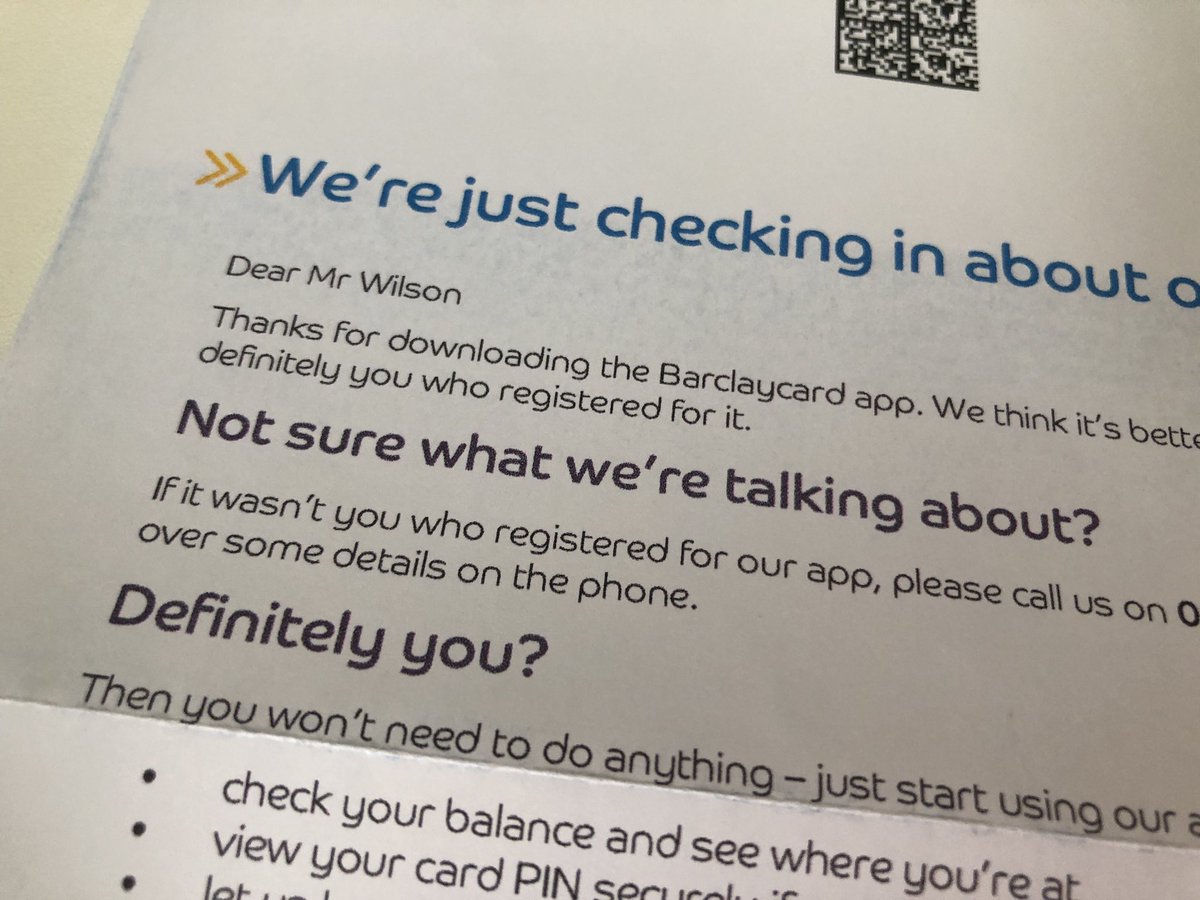 We're just checking in about
Dear Mr Wilson
Thanks for downloading the Barclaycard app. We think it's
definitely you who registered for it.
Not sure what we're talking about?
If it wasn't you who registered for our app, please call us on
over some details on the phone.
Definitely you?
Then you won't need to do anything – just start using our
check your balance and see where you're at
view your card PIN securely
let